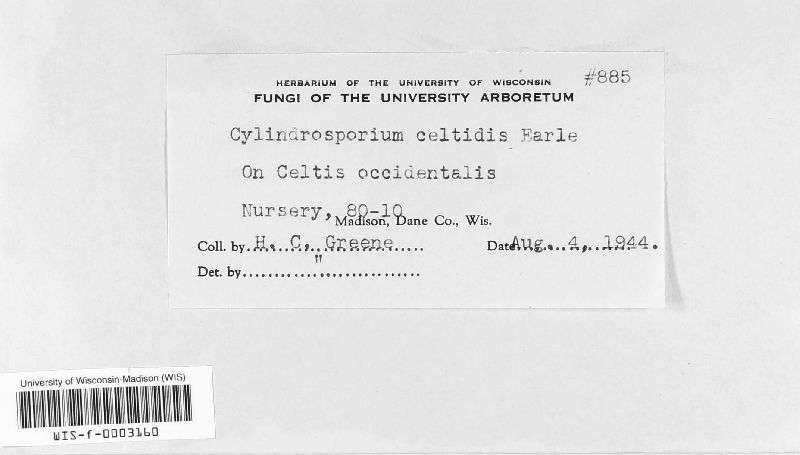 HERBARIUM OF THE UNIVERSITY OF WISCONSIN #885
FUNGI OF THE UNIVERSITY ARBORETUM
Cylindrosporium celtidis Earle
On Celtis occidentalis
Nursery, 80-10
Madison, Dane Co., Wis.
Coll. by H. C. Greene Date Aug. 4, 1944.
Det. by "
University of Wisconsin-Madison (WIS)
WIS-f-0003160